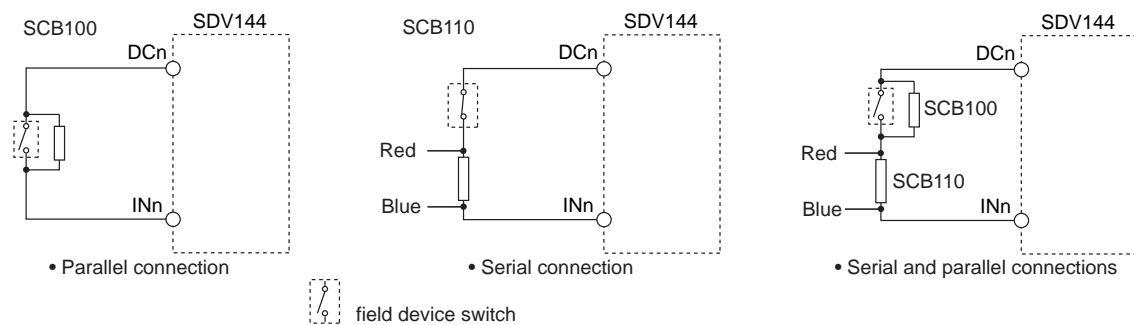 SCB100
SDV144
DCn
INn
• Parallel connection
SCB110
SDV144
DCn
Red
Blue
INn
• Serial connection
SDV144
DCn
SCB100
Red
SCB110
Blue
INn
• Serial and parallel connections
field device switch